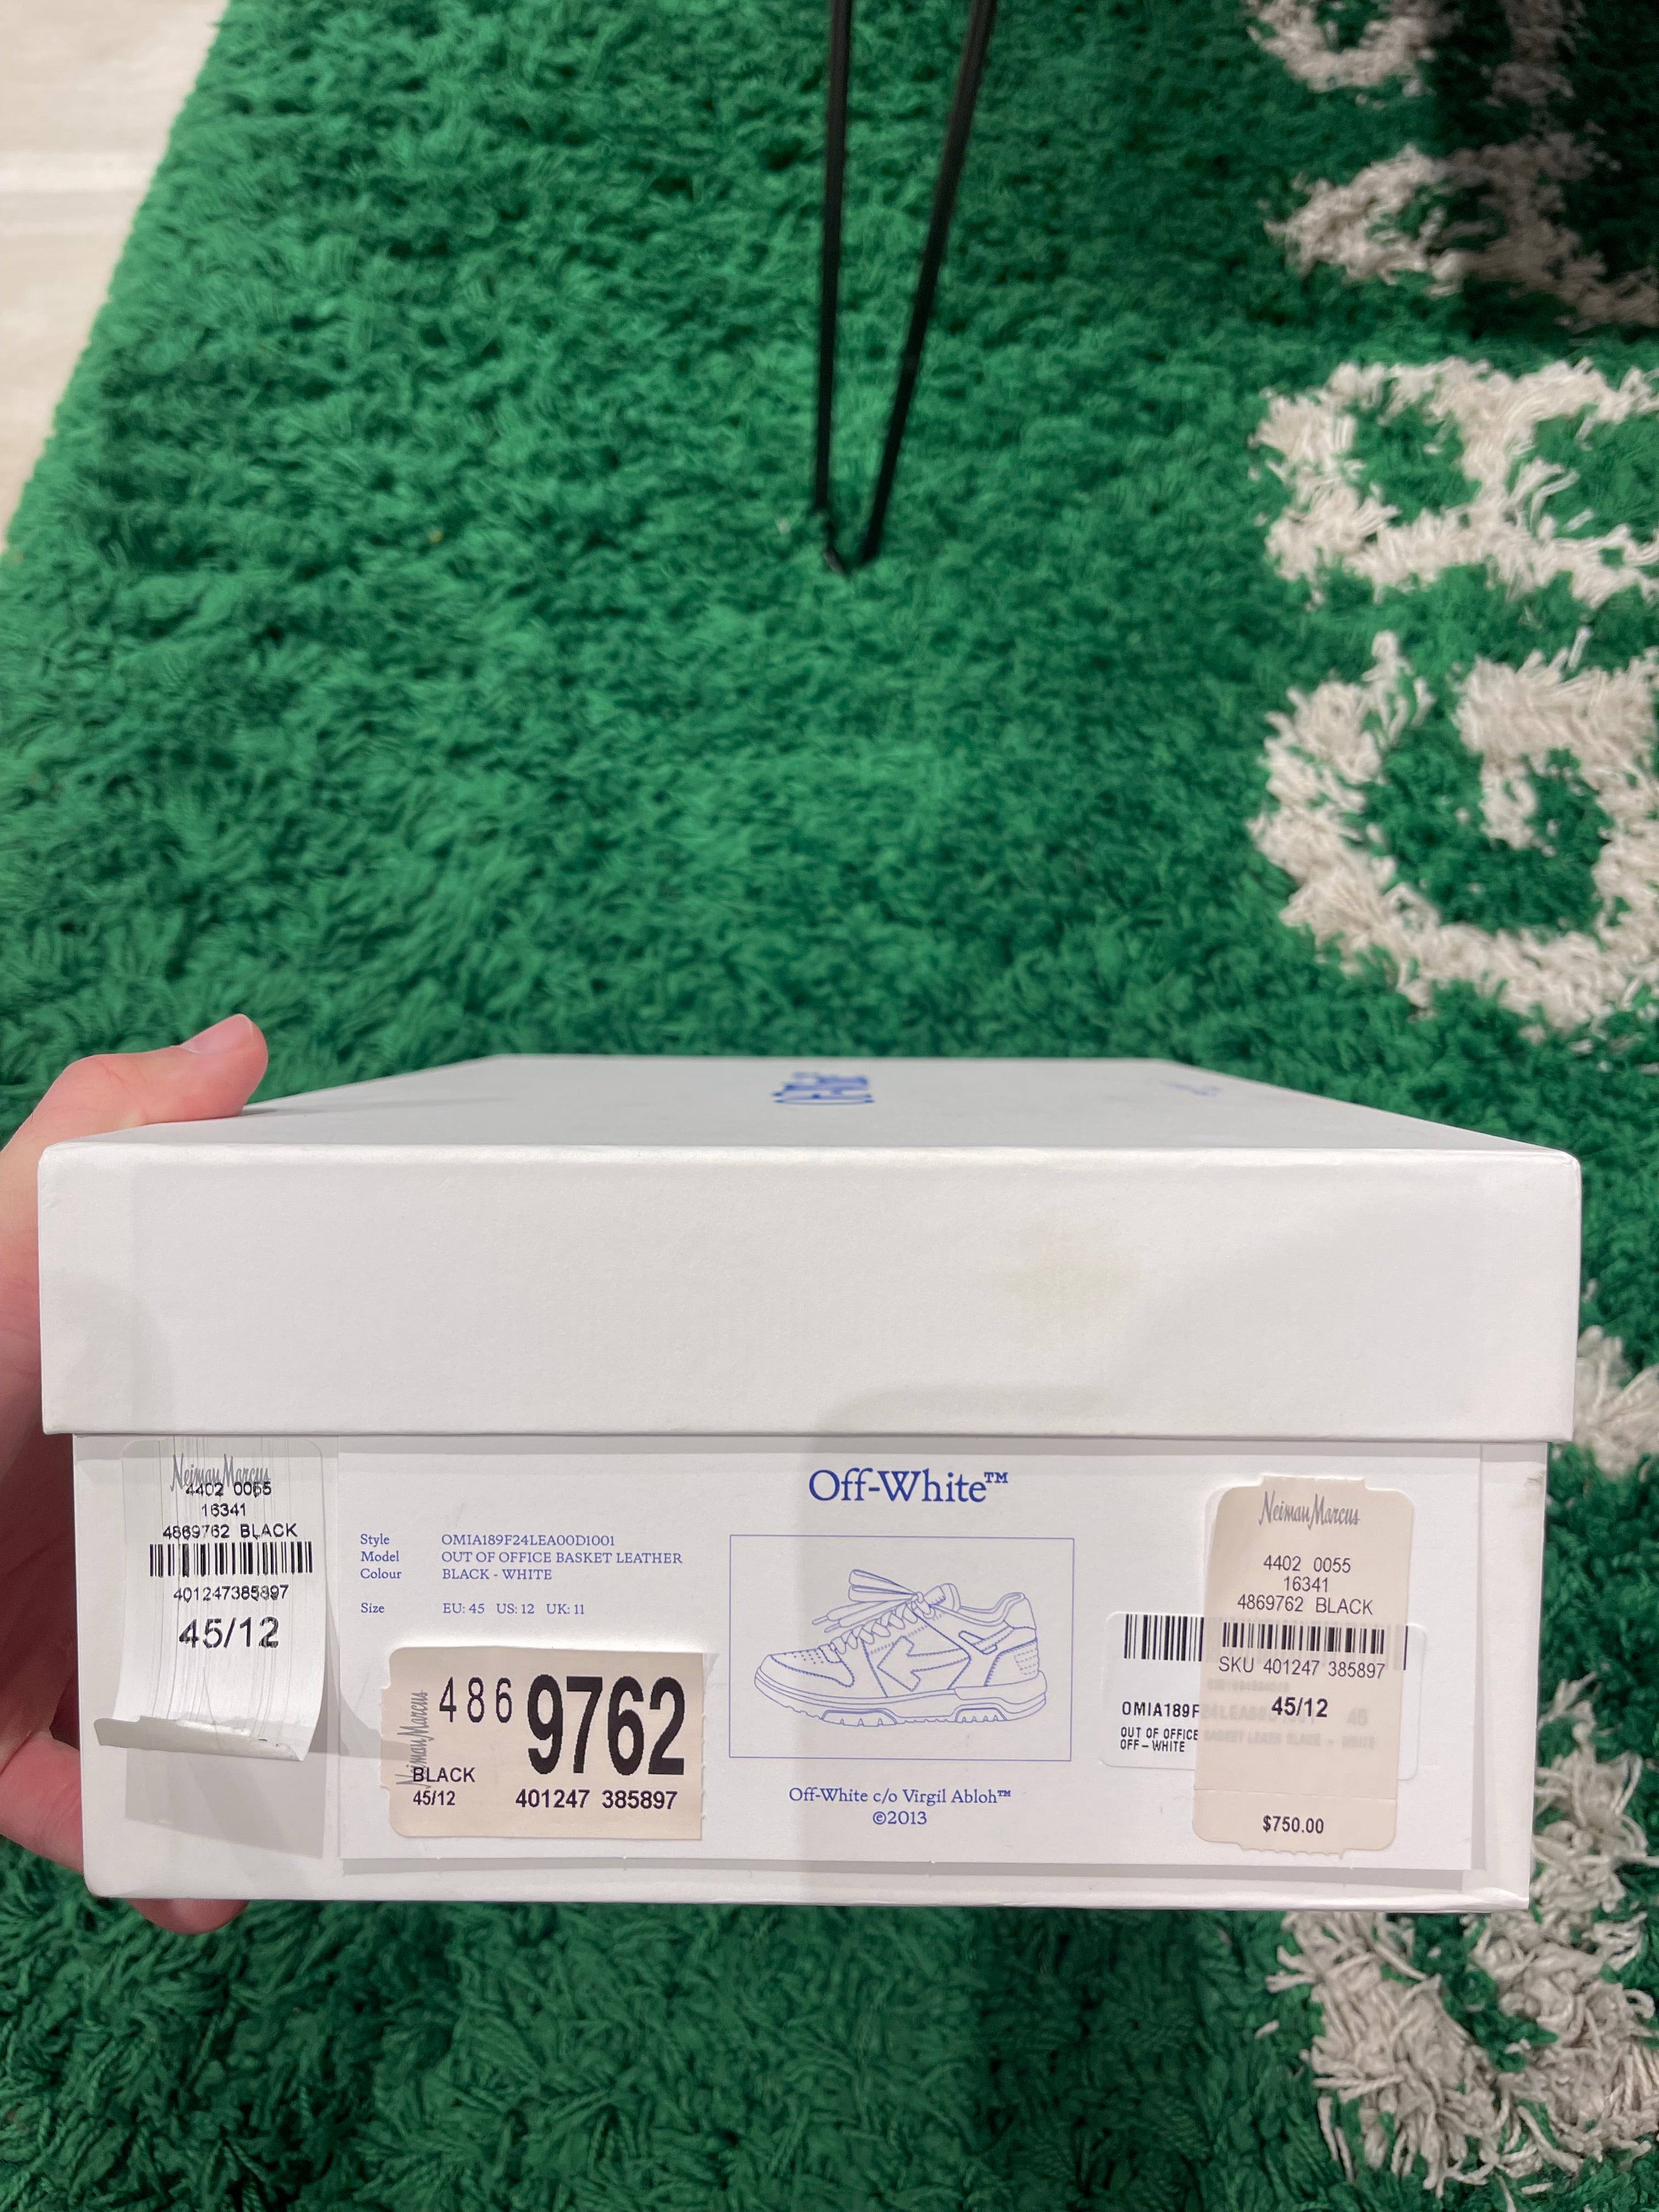 Neiman Marcus
4402 0055
16341
4869762 BLACK
401247385897
45/12
Off-White™
Style OMIA189F24LEA00D1001
Model OUT OF OFFICE BASKET LEATHER
Colour BLACK - WHITE
Size EU: 45 US: 12 UK: 11
Neiman Marcus
486 9762
BLACK
45/12 401247 385897
Off-White c/o Virgil Abloh™
©2013
OMIA189F
OUT OF OFFICE
OFF-WHITE
Neiman Marcus
4402 0055
16341
4869762 BLACK
SKU 401247 385897
45/12
$750.00